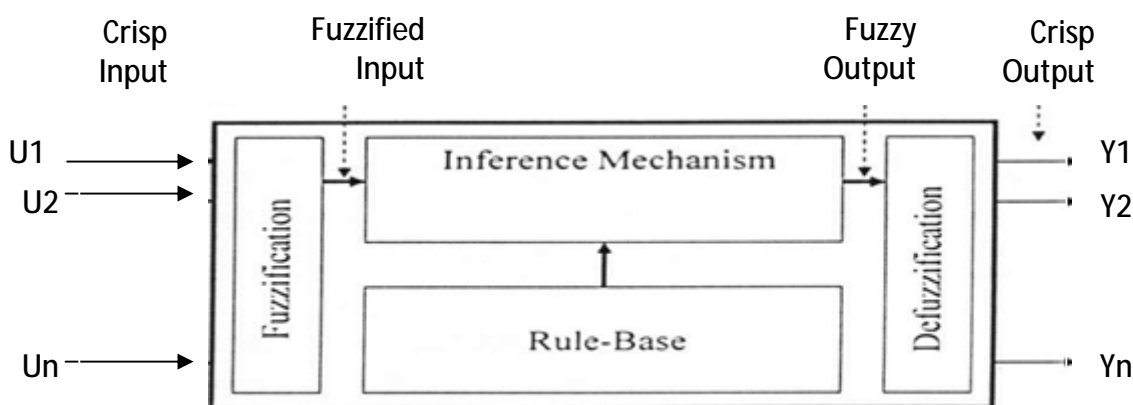 Crisp
Input
Fuzzified
Input
Fuzzy
Output
Crisp
Output
U1
U2
Un
Fuzzification
Inference Mechanism
Rule-Base
Defuzzification
Y1
Y2
Yn